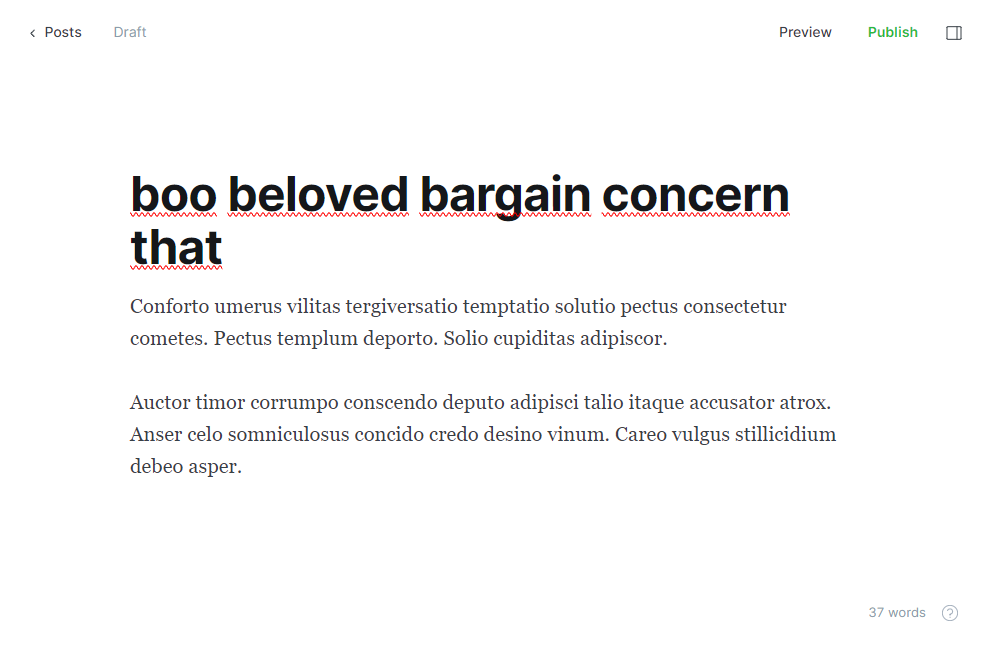 Posts
Draft
Preview
Publish
boo beloved bargain concern
that
Conforto umerus vilitas tergiversatio temptatio solutio pectus consectetur
cometes. Pectus templum deporto. Solio cupiditas adipiscor.
Auctor timor corrumpo conscendo deputo adipisci talio itaque accusator atrox.
Anser celo somniculosus concido credo desino vinum. Careo vulgus stillicidium
debeo asper.
37 words
?